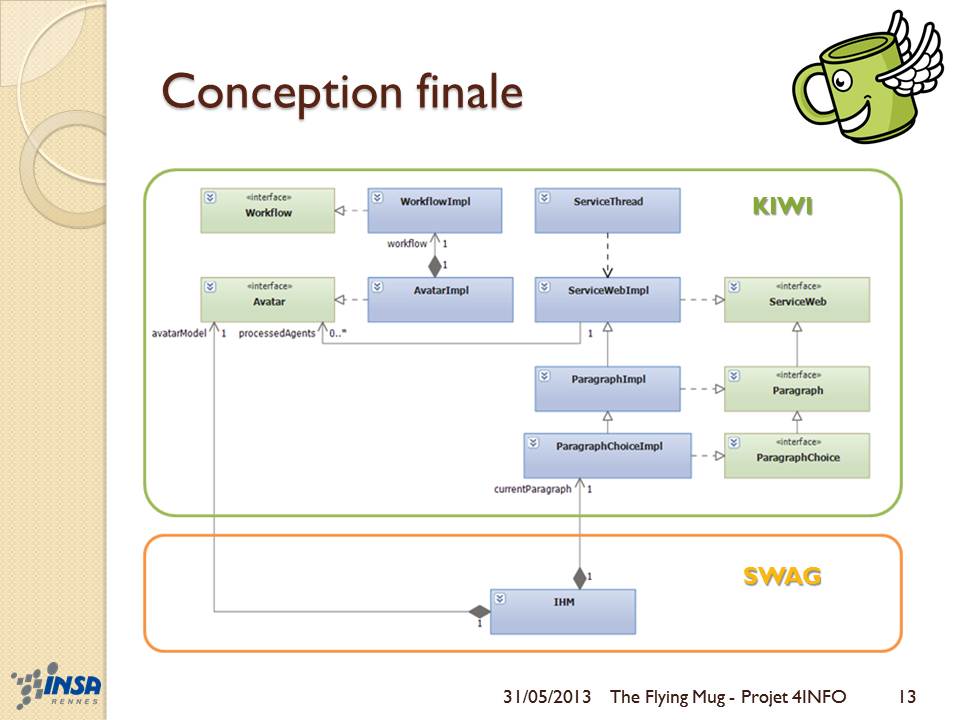 Conception finale
KIWI
«interface»
Workflow
WorkflowImpl
ServiceThread
workflow 1
1
«interface»
Avatar
AvatarImpl
ServiceWebImpl
«interface»
ServiceWeb
avatarModel 1 processedAgents 0..* 1
ParagraphImpl
«interface»
Paragraph
ParagraphChoiceImpl
«interface»
ParagraphChoice
currentParagraph 1
SWAG
1
IHM
1
INSA
RENNES
31/05/2013 The Flying Mug - Projet 4INFO 13